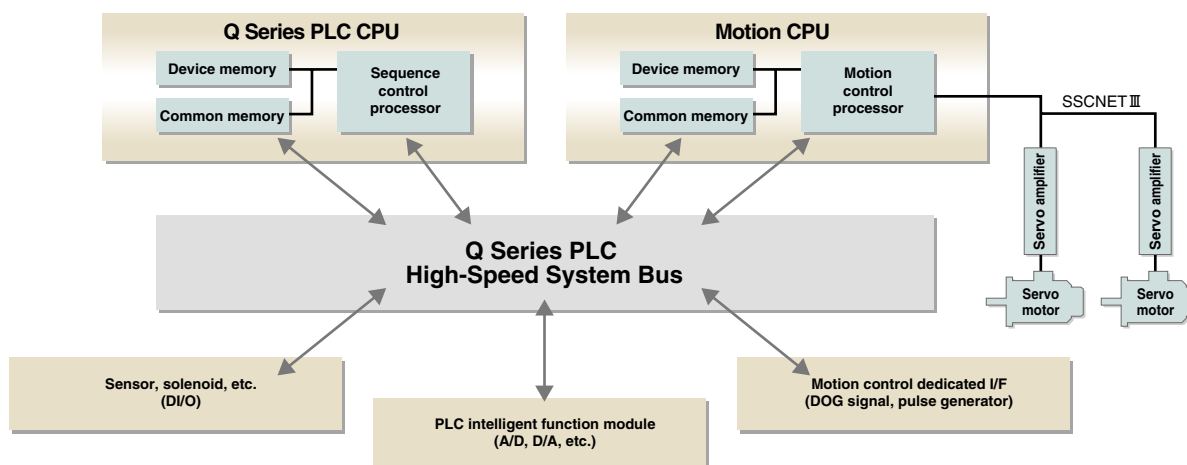 Q Series PLC CPU
Device memory
Common memory
Sequence
control
processor
Motion CPU
Device memory
Common memory
Motion
control
processor
SSCNETⅢ
Servo amplifier
Servo amplifier
Servo
motor
Servo
motor
Q Series PLC
High-Speed System Bus
Sensor, solenoid, etc.
(DI/O)
PLC intelligent function module
(A/D, D/A, etc.)
Motion control dedicated I/F
(DOG signal, pulse generator)